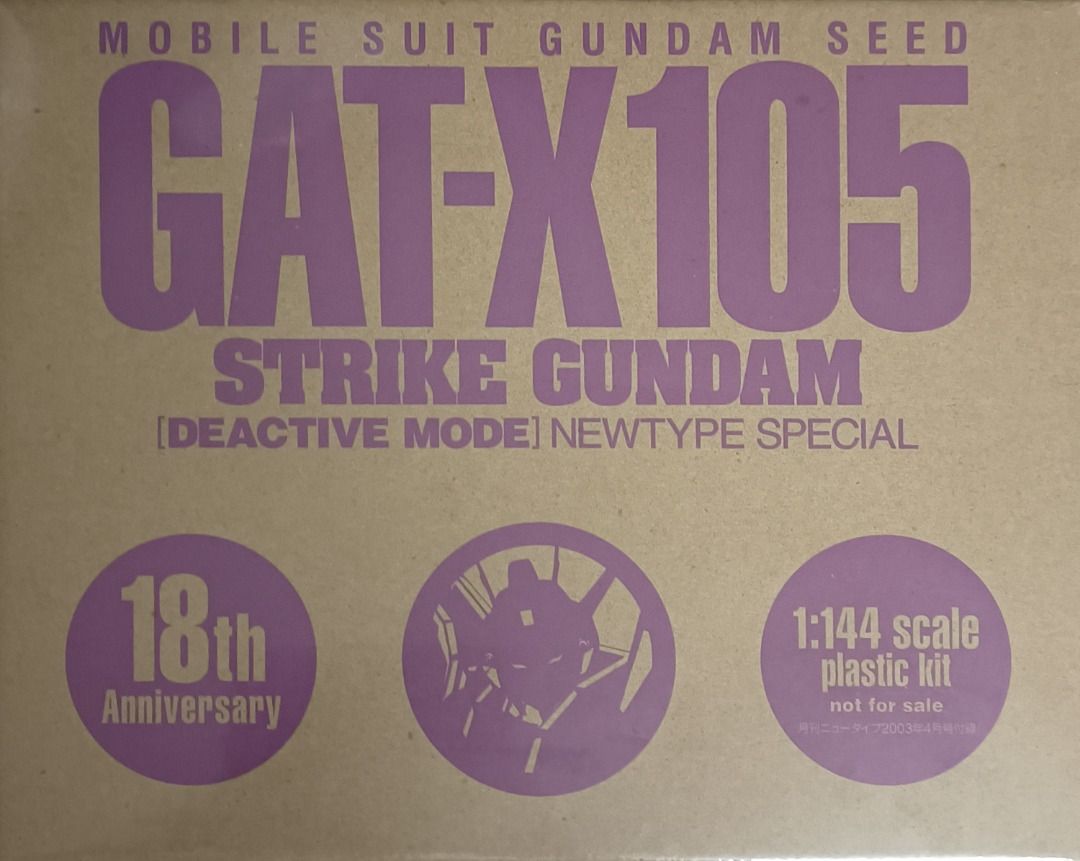 MOBILE SUIT GUNDAM SEED
GAT-X105
STRIKE GUNDAM
[DEACTIVE MODE] NEWTYPE SPECIAL
18th
Anniversary
1:144 scale
plastic kit
not for sale
月刊ニュータイプ2003年4月号付録